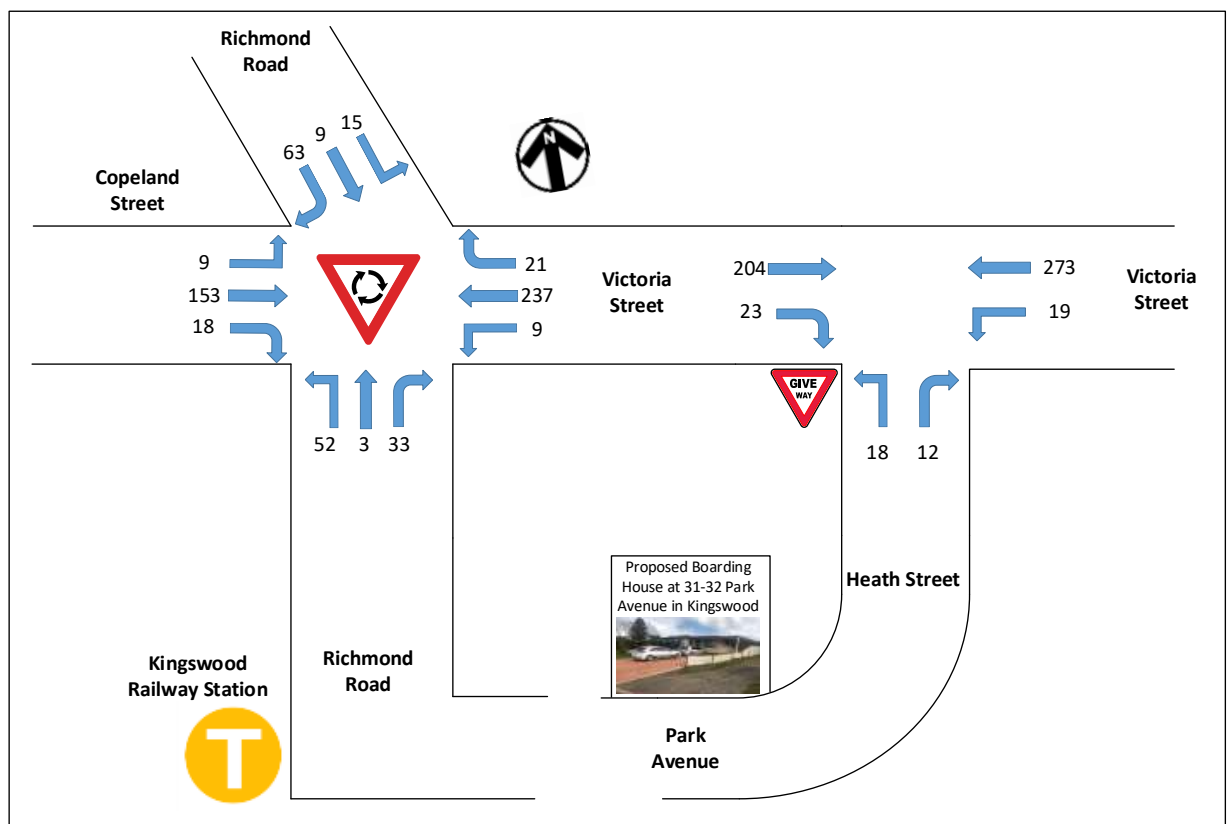 Richmond
Road
15
9
63
N
Copeland
Street
9
153
18
21
237
9
Victoria
Street
204
23
273
19
Victoria
Street
GIVE
WAY
52 3 33
18 12
Proposed Boarding
House at 31-32 Park
Avenue in Kingswood
Heath Street
Kingswood
Railway Station
T
Richmond
Road
Park
Avenue